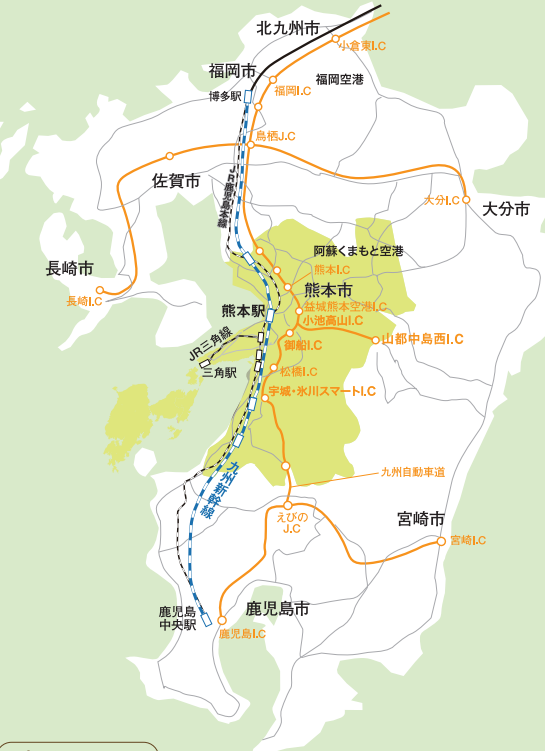 北九州市
小倉東I.C
福岡市
福岡空港
福岡I.C
博多駅
鳥栖J.C
JR鹿児島本線
佐賀市
大分I.C
大分市
長崎市
長崎I.C
阿蘇くまもと空港
熊本I.C
熊本市
益城熊本空港I.C
熊本駅
小池高山I.C
JR三角線
御船I.C
山都中島西I.C
三角駅
松橋I.C
宇城・氷川スマートI.C
九州自動車道
九州新幹線
えびの
J.C
宮崎市
宮崎I.C
鹿児島
中央駅
鹿児島市
鹿児島I.C